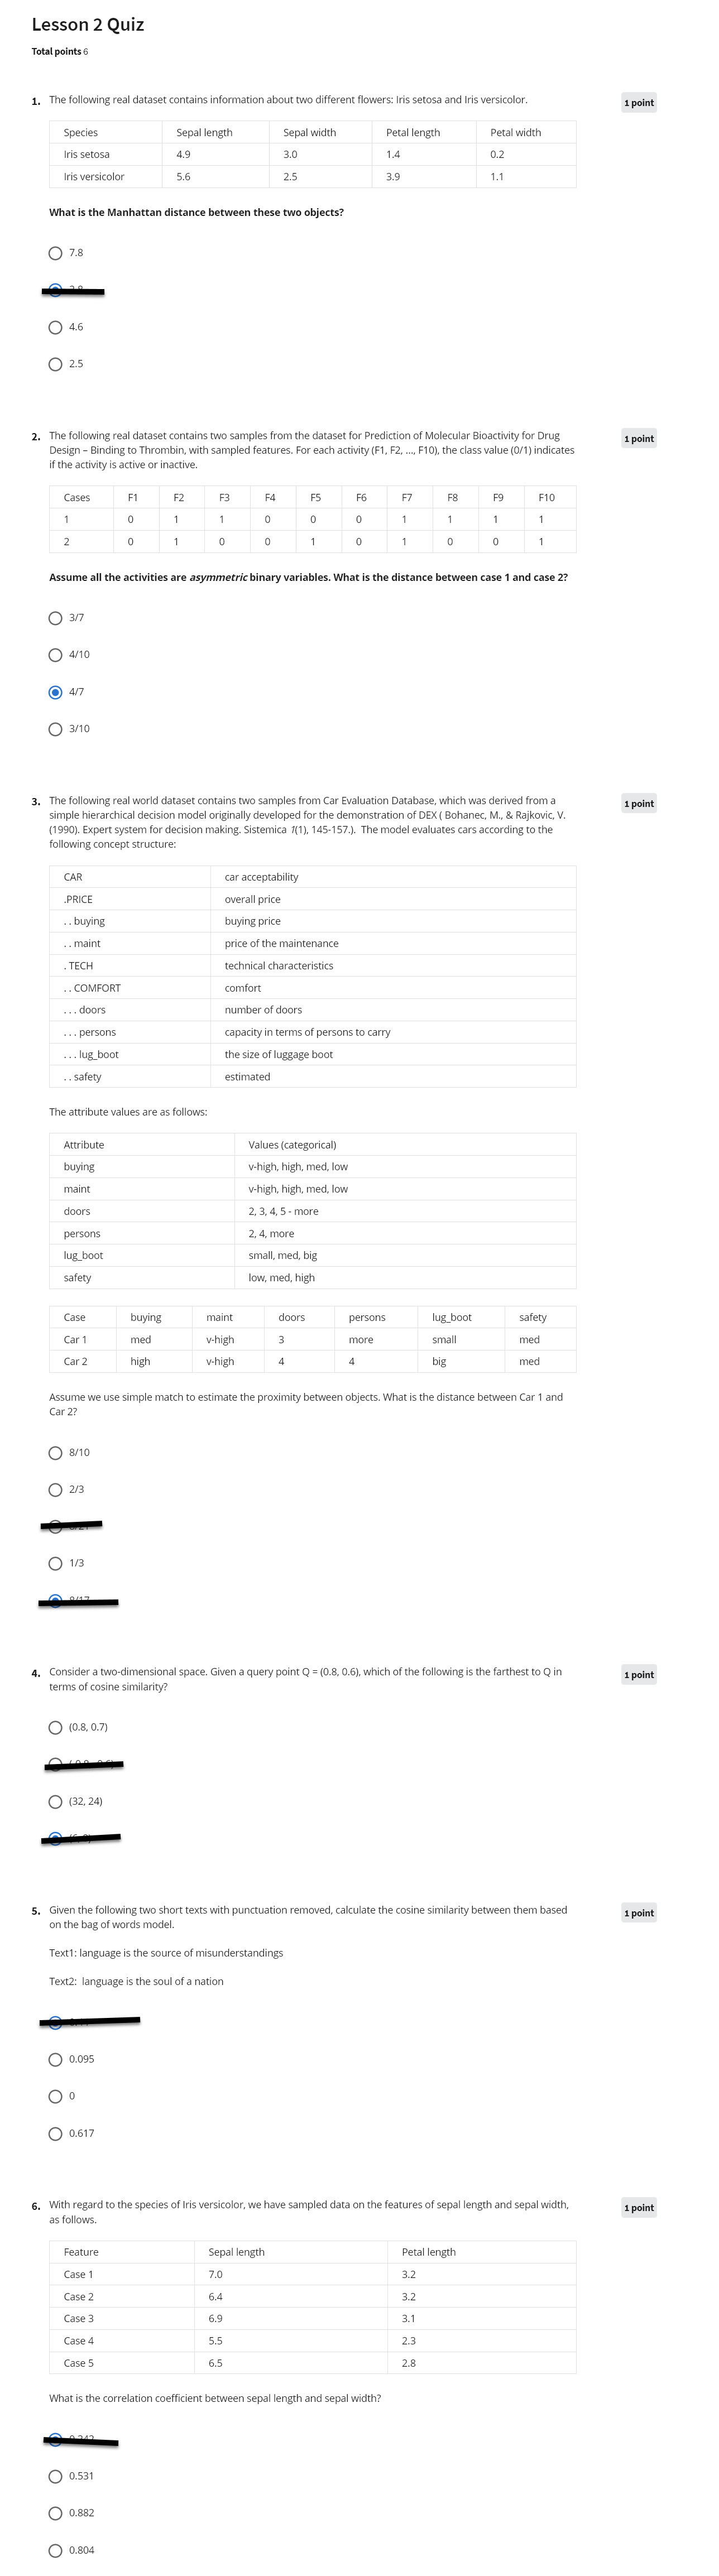 Lesson 2 Quiz
Total points 6
1. The following real dataset contains information about two different flowers: Iris setosa and Iris versicolor.
1 point
Species Sepal length Sepal width Petal length Petal width
Iris setosa 4.9 3.0 1.4 0.2
Iris versicolor 5.6 2.5 3.9 1.1
What is the Manhattan distance between these two objects?
7.8
4.6
2.5
2. The following real dataset contains two samples from the dataset for Prediction of Molecular Bioactivity for Drug
1 point
Design – Binding to Thrombin, with sampled features. For each activity (F1, F2, ..., F10), the class value (0/1) indicates
if the activity is active or inactive.
Cases F1 F2 F3 F4 F5 F6 F7 F8 F9 F10
1 0 1 1 0 0 0 1 1 1 1
2 0 1 0 0 1 0 1 0 0 1
Assume all the activities are asymmetric binary variables. What is the distance between case 1 and case 2?
3/7
4/10
4/7
3/10
3. The following real world dataset contains two samples from Car Evaluation Database, which was derived from a
1 point
simple hierarchical decision model originally developed for the demonstration of DEX ( Bohanec, M., & Rajkovic, V.
(1990). Expert system for decision making. Sistemica 1(1), 145-157.). The model evaluates cars according to the
following concept structure:
CAR car acceptability
.PRICE overall price
. . buying buying price
. . maint price of the maintenance
. TECH technical characteristics
. . COMFORT comfort
. . . doors number of doors
. . . persons capacity in terms of persons to carry
. . . lug_boot the size of luggage boot
. . safety estimated
The attribute values are as follows:
Attribute Values (categorical)
buying v-high, high, med, low
maint v-high, high, med, low
doors 2, 3, 4, 5 - more
persons 2, 4, more
lug_boot small, med, big
safety low, med, high
Case buying maint doors persons lug_boot safety
Car 1 med v-high 3 more small med
Car 2 high v-high 4 4 big med
Assume we use simple match to estimate the proximity between objects. What is the distance between Car 1 and
Car 2?
8/10
2/3
1/3
4. Consider a two-dimensional space. Given a query point Q = (0.8, 0.6), which of the following is the farthest to Q in
1 point
terms of cosine similarity?
(0.8, 0.7)
(32, 24)
5. Given the following two short texts with punctuation removed, calculate the cosine similarity between them based
1 point
on the bag of words model.
Text1: language is the source of misunderstandings
Text2: language is the soul of a nation
0.095
0
0.617
6. With regard to the species of Iris versicolor, we have sampled data on the features of sepal length and sepal width,
1 point
as follows.
Feature Sepal length Petal length
Case 1 7.0 3.2
Case 2 6.4 3.2
Case 3 6.9 3.1
Case 4 5.5 2.3
Case 5 6.5 2.8
What is the correlation coefficient between sepal length and sepal width?
0.531
0.882
0.804